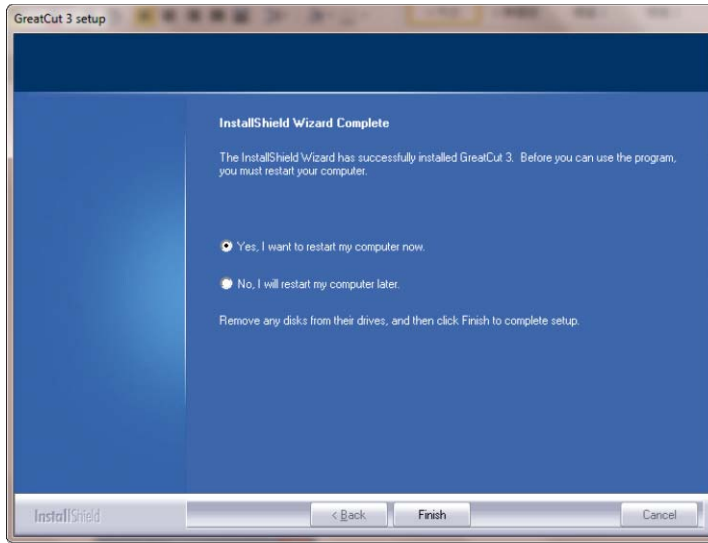 GreatCut 3 setup
InstallShield Wizard Complete
The InstallShield Wizard has successfully installed GreatCut 3. Before you can use the program,
you must restart your computer.
Yes, I want to restart my computer now.
No, I will restart my computer later.
Remove any disks from their drives, and then click Finish to complete setup.
InstallShield
< Back
Finish
Cancel